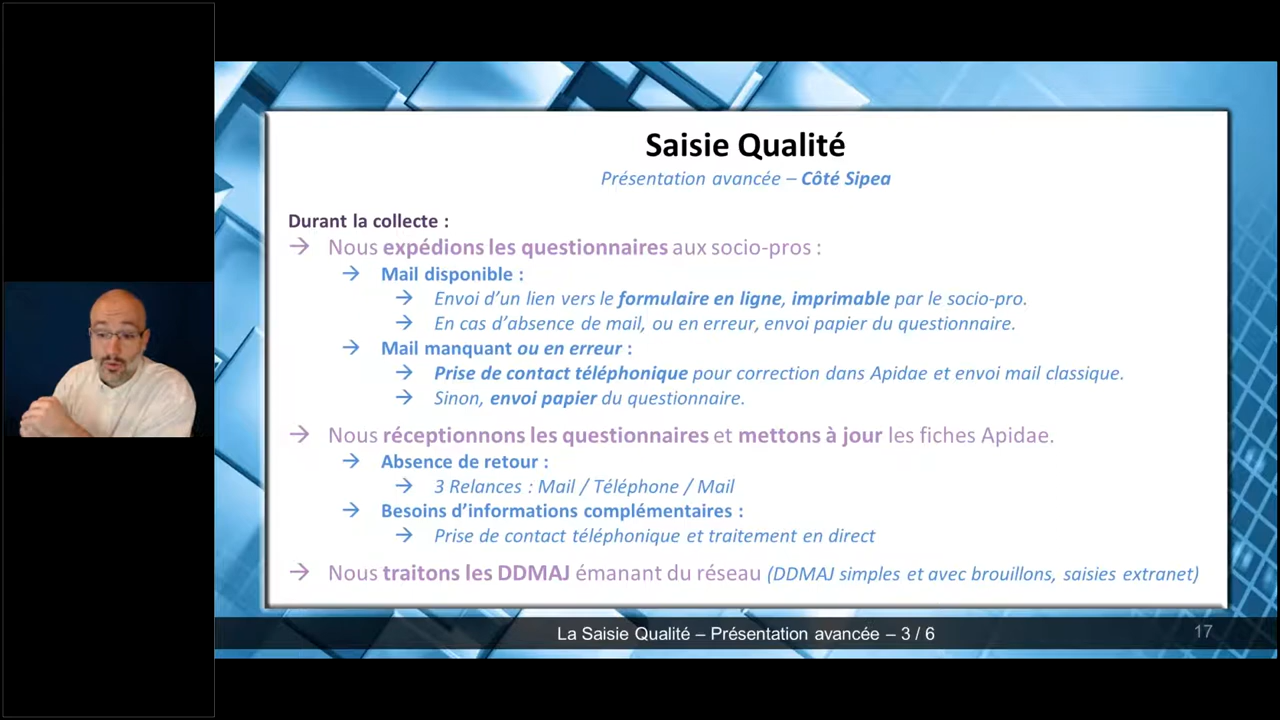 Saisie Qualité
Présentation avancée – Côté Sipea
Durant la collecte :
→ Nous expédions les questionnaires aux socio-pros :
→ Mail disponible :
→ Envoi d’un lien vers le formulaire en ligne, imprimable par le socio-pro.
→ En cas d’absence de mail, ou en erreur, envoi papier du questionnaire.
→ Mail manquant ou en erreur :
→ Prise de contact téléphonique pour correction dans Apidae et envoi mail classique.
→ Sinon, envoi papier du questionnaire.
→ Nous réceptionnons les questionnaires et mettons à jour les fiches Apidae.
→ Absence de retour :
→ 3 Relances : Mail / Téléphone / Mail
→ Besoins d’informations complémentaires :
→ Prise de contact téléphonique et traitement en direct
→ Nous traitons les DDMAJ émanant du réseau (DDMAJ simples et avec brouillons, saisies extranet)
La Saisie Qualité – Présentation avancée – 3 / 6
17